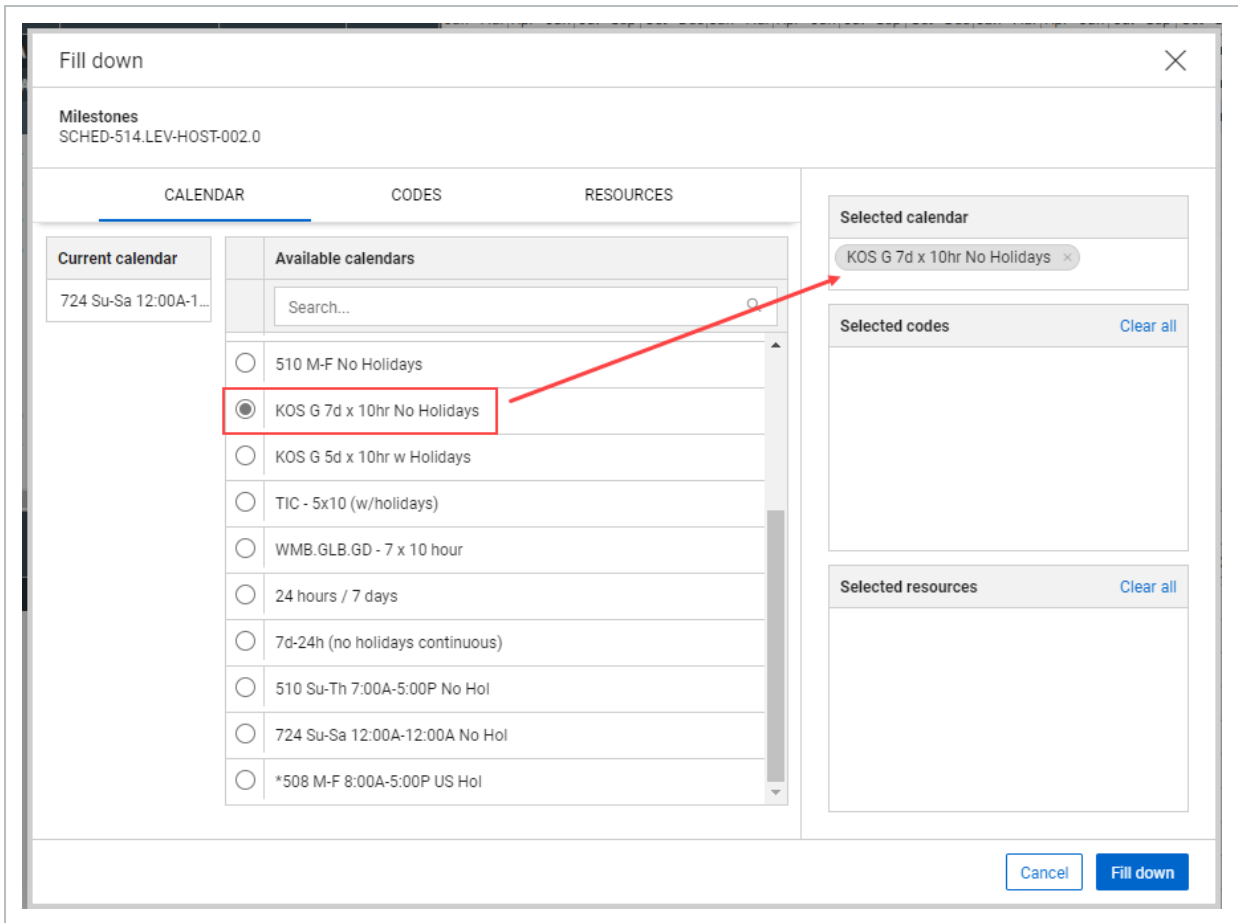 Fill down
Milestones
SCHED-514.LEV-HOST-002.0
CALENDAR CODES RESOURCES
Current calendar
724 Su-Sa 12:00A-1...
Available calendars
Search...
510 M-F No Holidays
KOS G 7d x 10hr No Holidays
KOS G 5d x 10hr w Holidays
TIC - 5x10 (w/holidays)
WMB.GLB.GD - 7 x 10 hour
24 hours / 7 days
7d-24h (no holidays continuous)
510 Su-Th 7:00A-5:00P No Hol
724 Su-Sa 12:00A-12:00A No Hol
*508 M-F 8:00A-5:00P US Hol
Selected calendar
KOS G 7d x 10hr No Holidays ×
Selected codes Clear all
Selected resources Clear all
Cancel Fill down